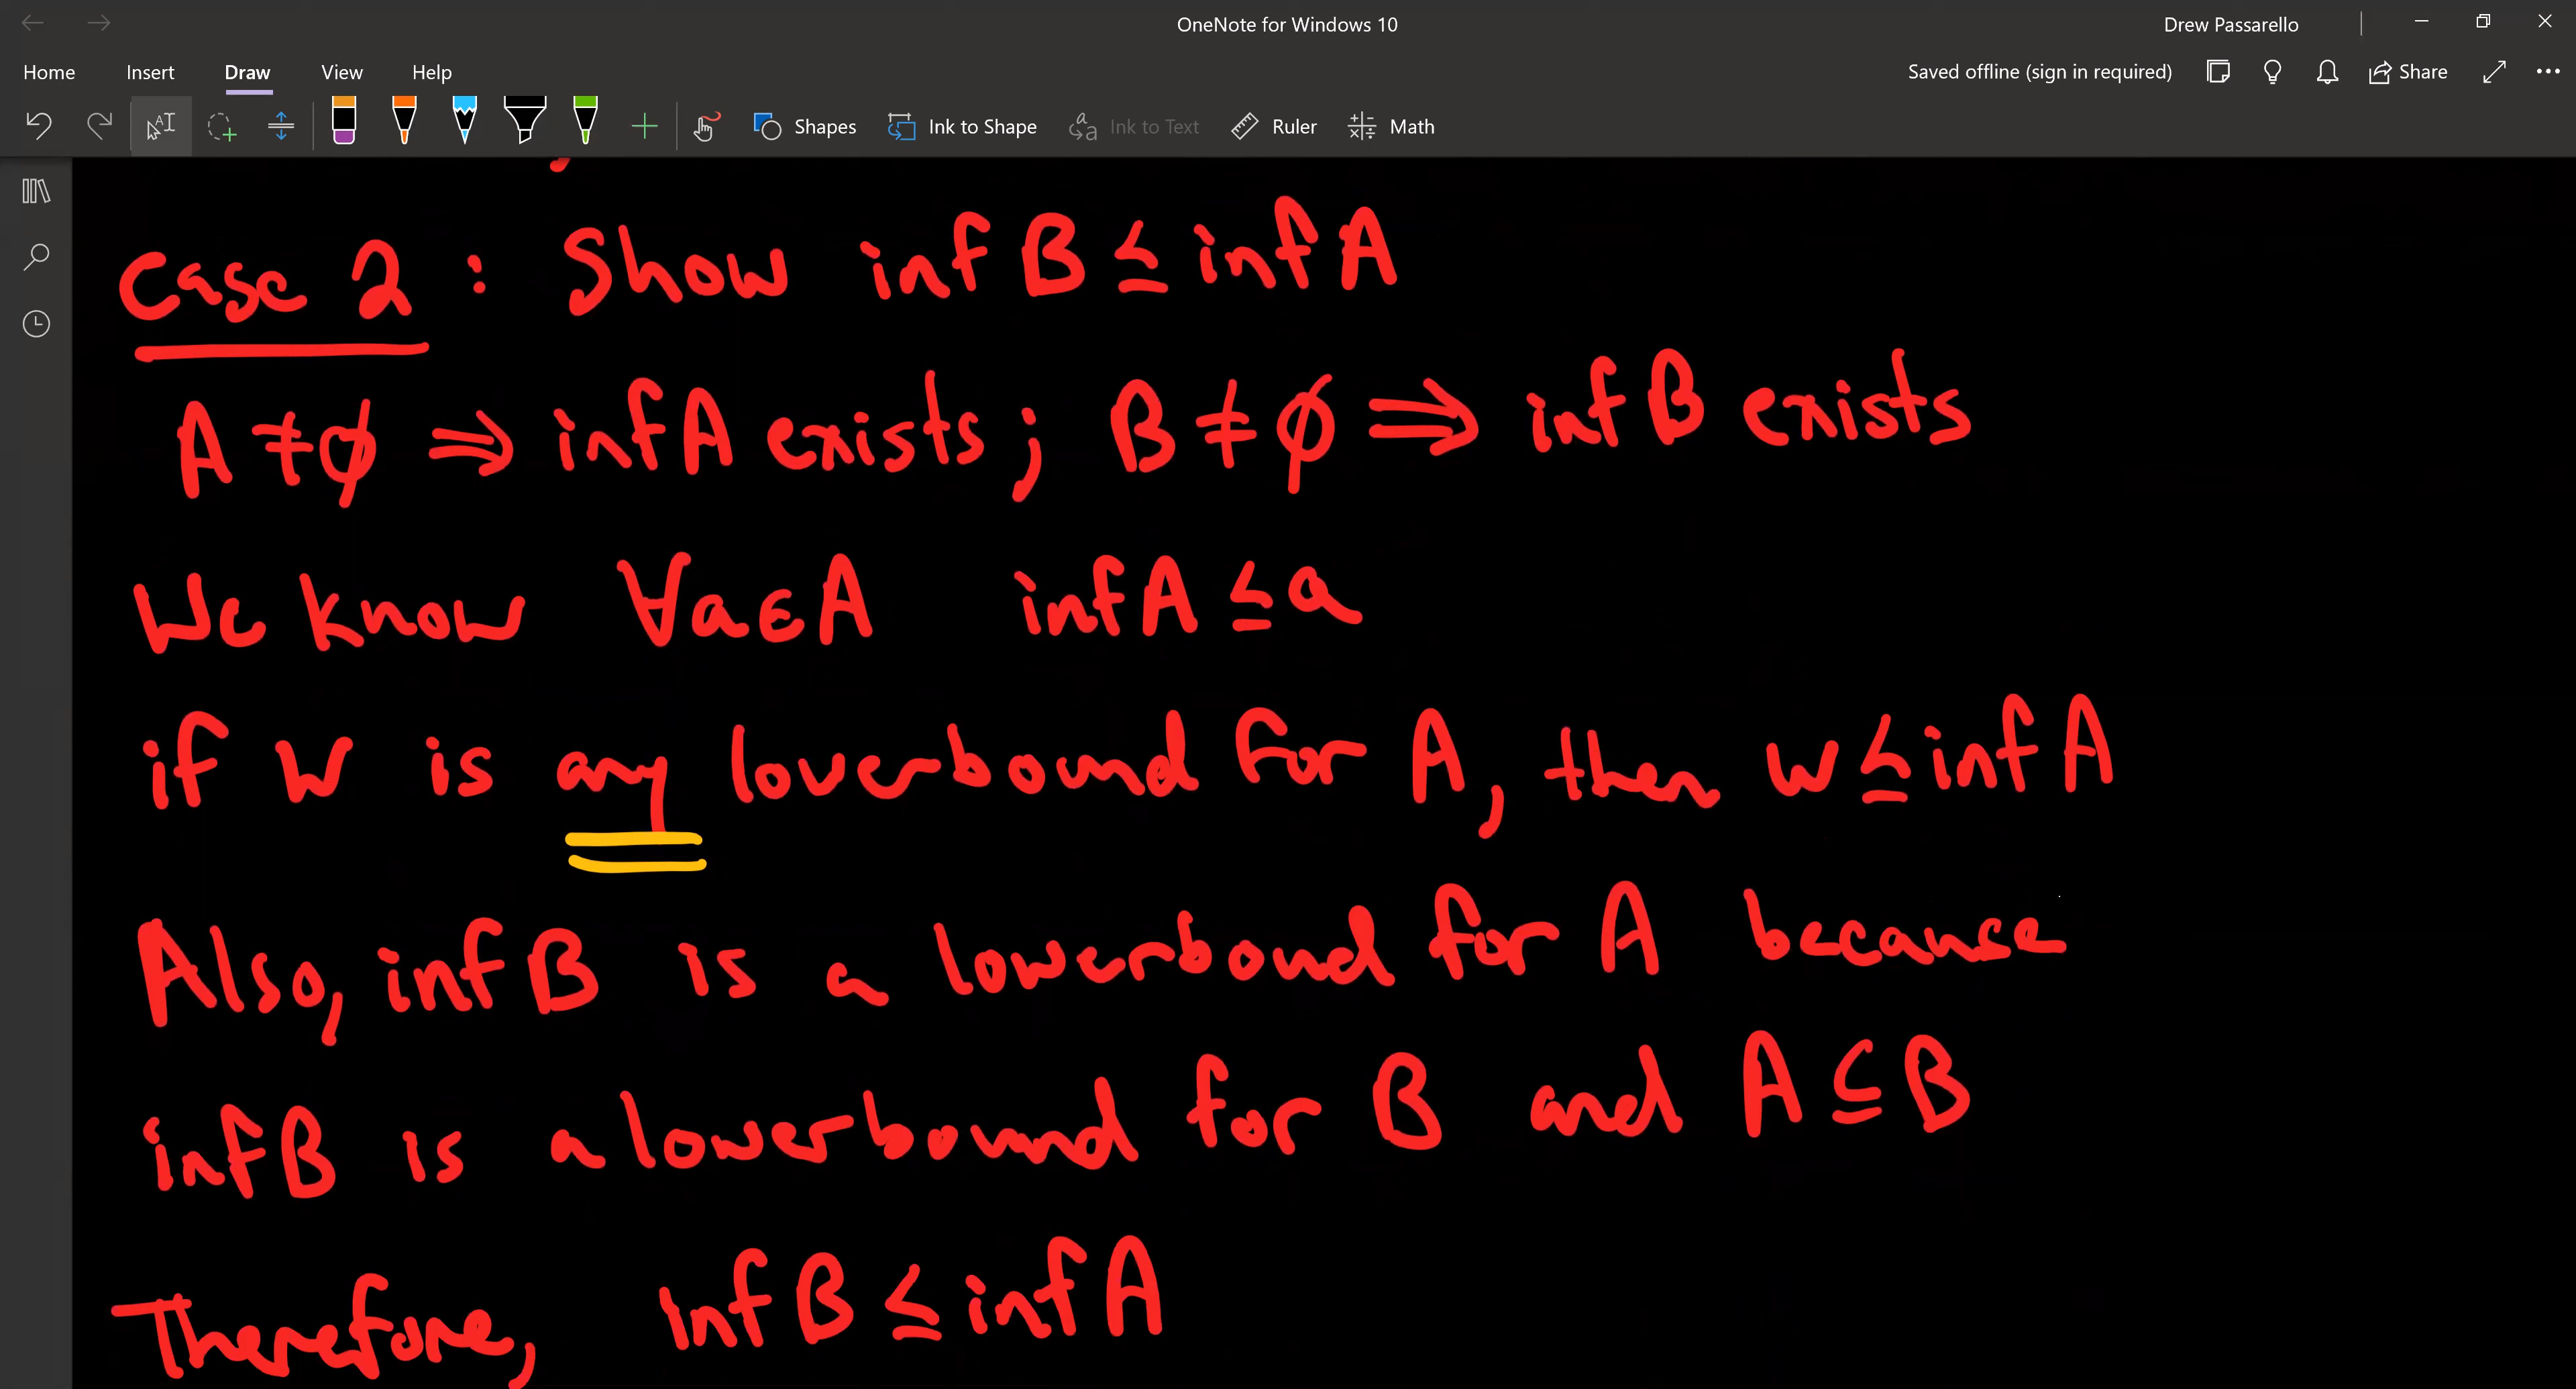 OneNote for Windows 10
Drew Passarello
Home Insert Draw View Help
Saved offline (sign in required) Share
Shapes Ink to Shape Ink to Text Ruler Math
Case 2 : Show inf B ≤ inf A
A ≠ ∅ ⇒ inf A exists ; B ≠ ∅ ⇒ inf B exists
We know ∀a∈A inf A ≤ a
if w is any lowerbound for A, then w ≤ inf A
Also, inf B is a lowerbound for A because
inf B is a lowerbound for B and A ⊆ B
Therefore, inf B ≤ inf A